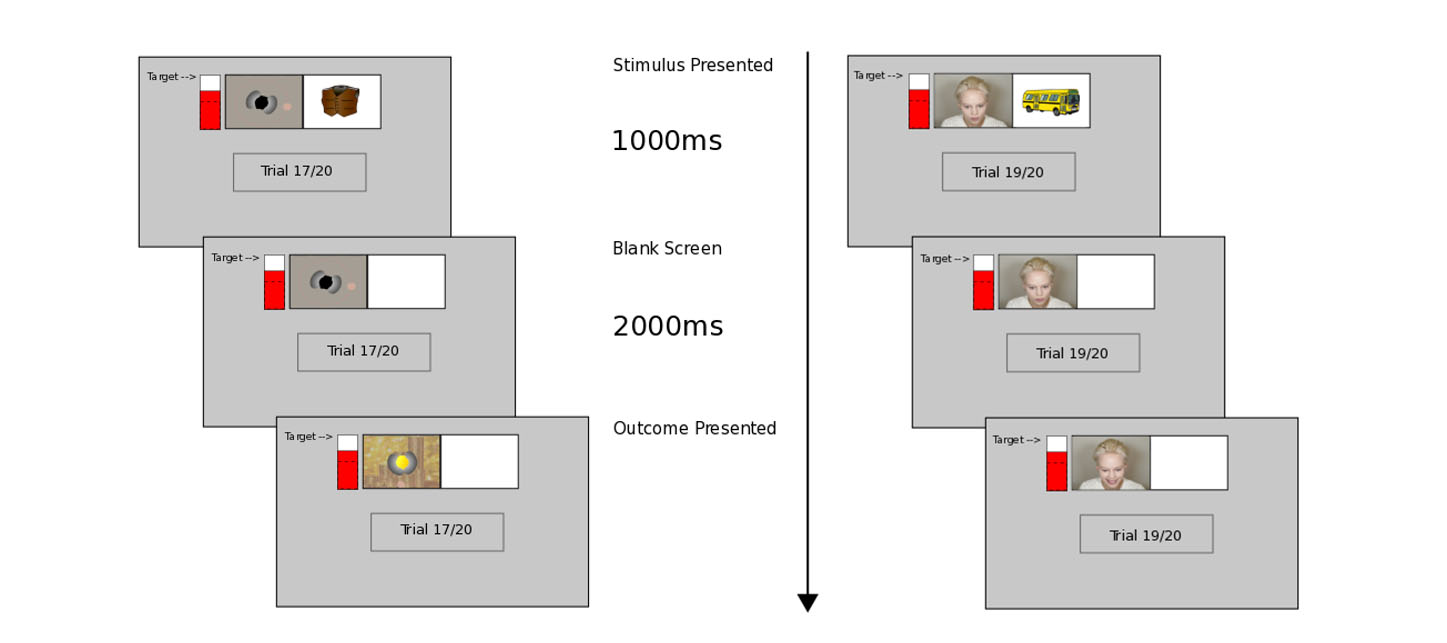 Target -->
Trial 17/20
Target -->
Trial 17/20
Target -->
Trial 17/20
Stimulus Presented
1000ms
Blank Screen
2000ms
Outcome Presented
Target -->
Trial 19/20
Target -->
Trial 19/20
Target -->
Trial 19/20